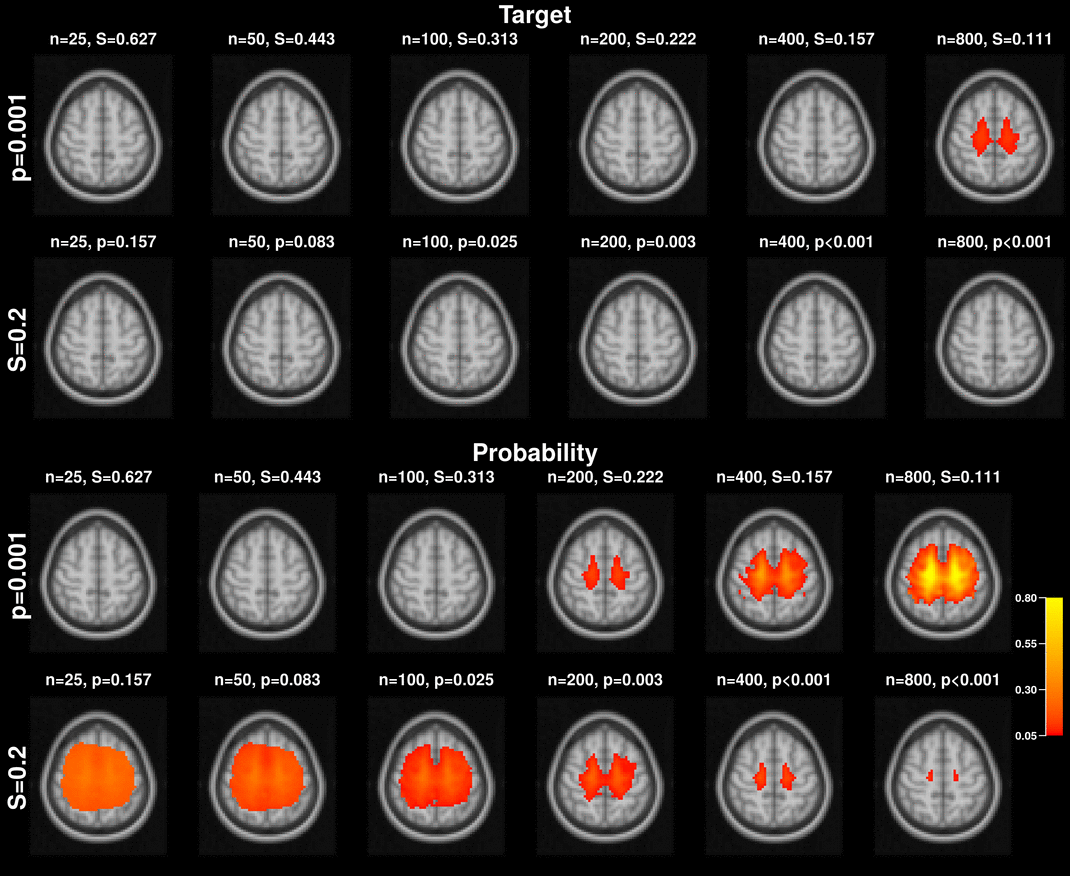 Target
n=25, S=0.627 n=50, S=0.443 n=100, S=0.313 n=200, S=0.222 n=400, S=0.157 n=800, S=0.111
p=0.001
n=25, p=0.157 n=50, p=0.083 n=100, p=0.025 n=200, p=0.003 n=400, p<0.001 n=800, p<0.001
S=0.2
Probability
n=25, S=0.627 n=50, S=0.443 n=100, S=0.313 n=200, S=0.222 n=400, S=0.157 n=800, S=0.111
p=0.001
0.80
0.55
0.30
0.05
n=25, p=0.157 n=50, p=0.083 n=100, p=0.025 n=200, p=0.003 n=400, p<0.001 n=800, p<0.001
S=0.2